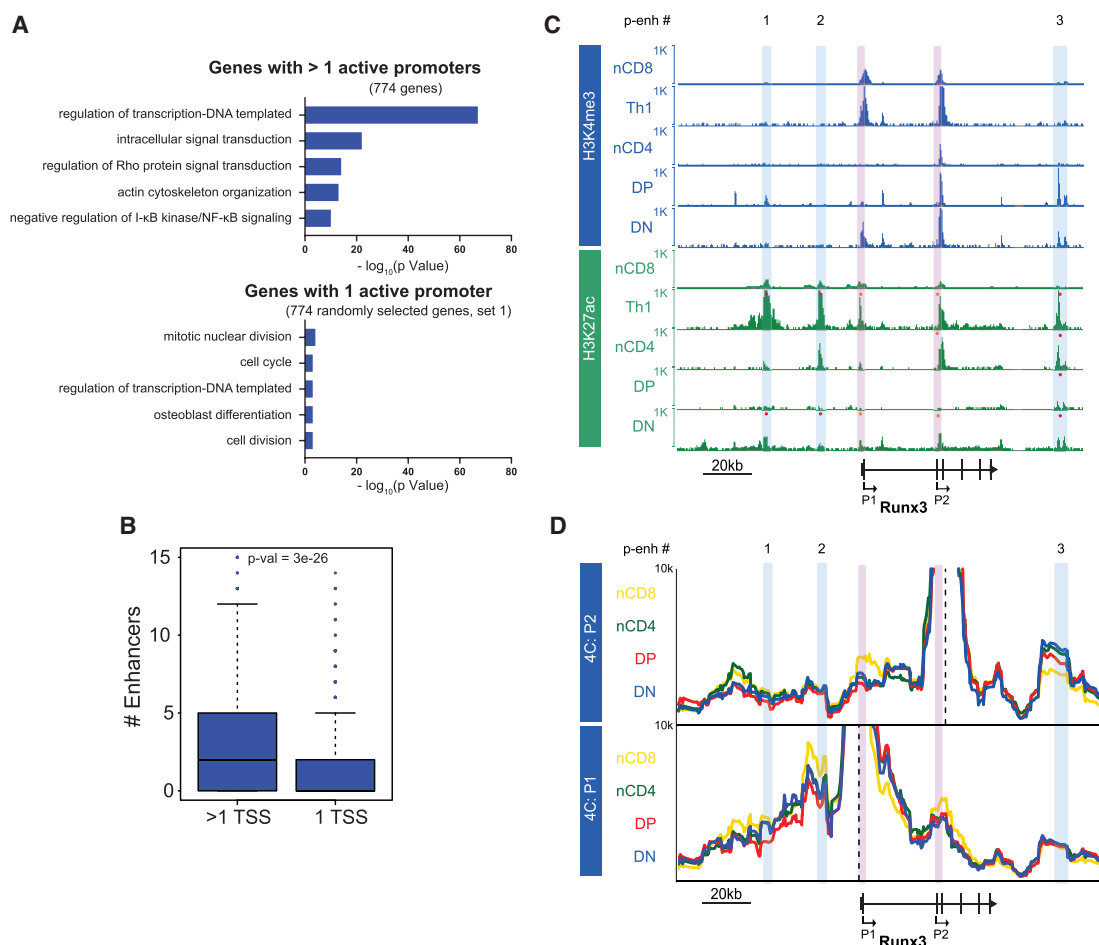 A
Genes with > 1 active promoters
(774 genes)
regulation of transcription-DNA templated
intracellular signal transduction
regulation of Rho protein signal transduction
actin cytoskeleton organization
negative regulation of I-κB kinase/NF-κB signaling
0 20 40 60 80
- log10(p Value)
Genes with 1 active promoter
(774 randomly selected genes, set 1)
mitotic nuclear division
cell cycle
regulation of transcription-DNA templated
osteoblast differentiation
cell division
0 20 40 60 80
- log10(p Value)
B
p-val = 3e-26
# Enhancers
15
10
5
0
>1 TSS 1 TSS
C
p-enh # 1 2 3
H3K4me3
1K
nCD8
1K
Th1
1K
nCD4
1K
DP
1K
DN
H3K27ac
1K
nCD8
1K
Th1
1K
nCD4
1K
DP
1K
DN
20kb
P1 P2
Runx3
D
p-enh # 1 2 3
4C: P2
10k
nCD8
nCD4
DP
DN
4C: P1
10k
nCD8
nCD4
DP
DN
20kb
P1 P2
Runx3